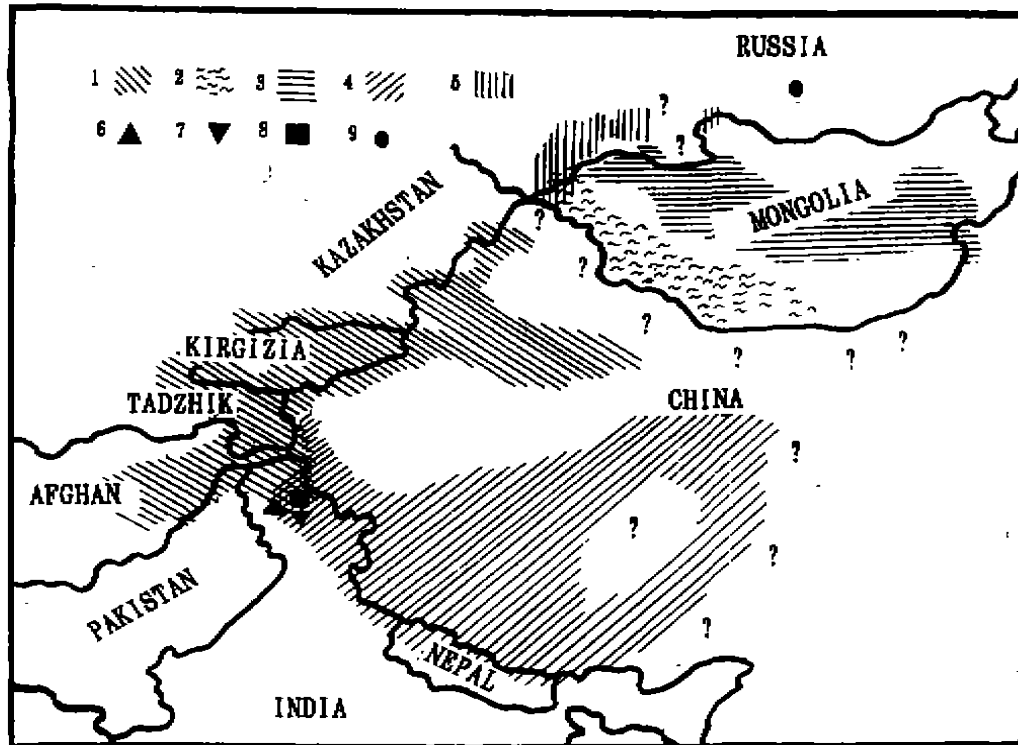 RUSSIA
1 2 3 4 5
6 7 8 9
?
?
KAZAKHSTAN
MONGOLIA
?
?
?
KIRGIZIA
?
?
?
TADZHIK
CHINA
?
AFGHAN
?
?
PAKISTAN
?
NEPAL
INDIA